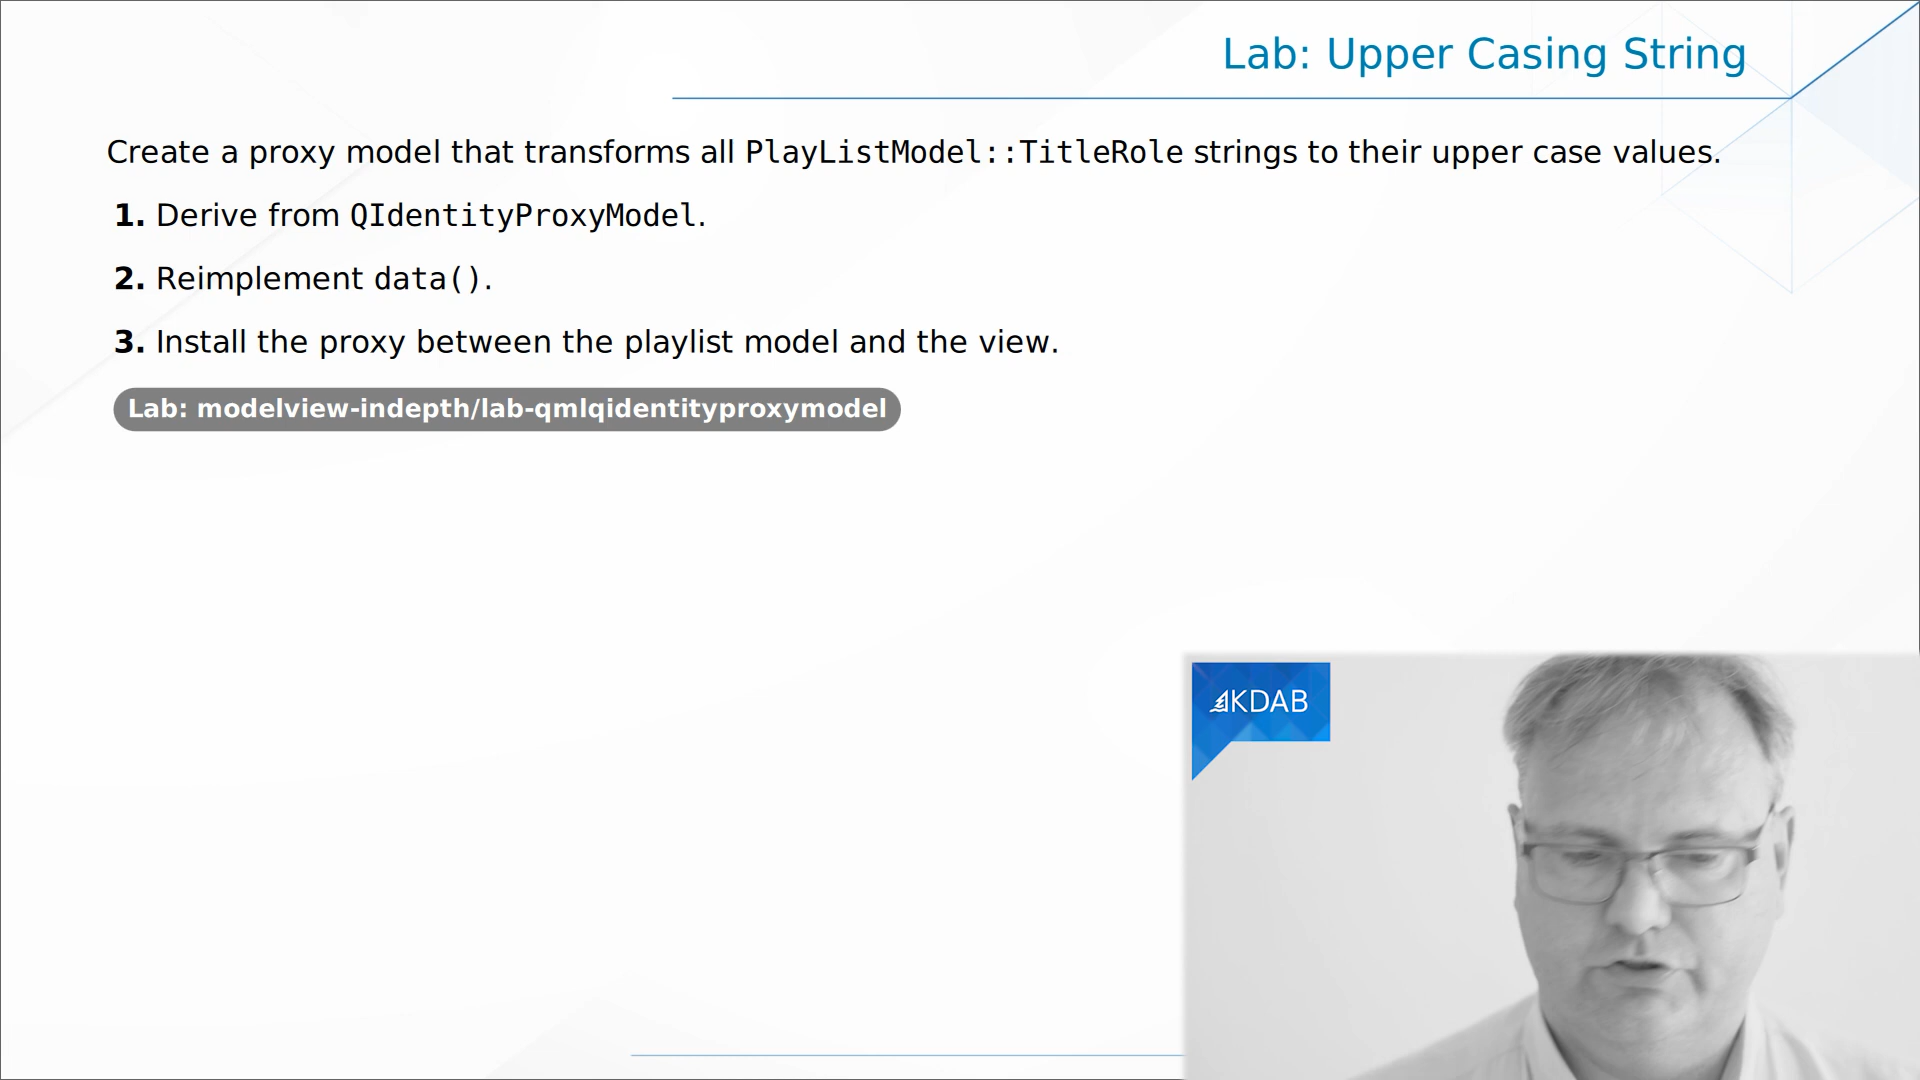 Lab: Upper Casing String
Create a proxy model that transforms all PlayListModel::TitleRole strings to their upper case values.
1. Derive from QIdentityProxyModel.
2. Reimplement data().
3. Install the proxy between the playlist model and the view.
Lab: modelview-indepth/lab-qmlqidentityproxymodel
KDAB